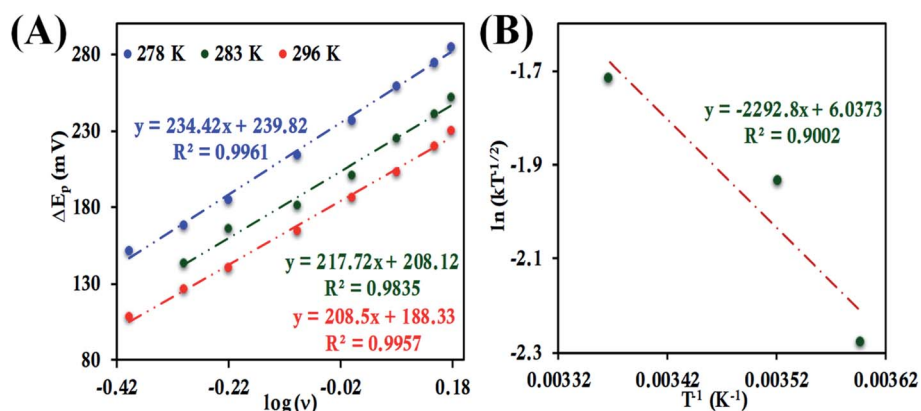 (A)
280
230
180
130
80
ΔEp (m V)
278 K 283 K 296 K
y = 234.42x + 239.82
R² = 0.9961
y = 217.72x + 208.12
R² = 0.9835
y = 208.5x + 188.33
R² = 0.9957
-0.42 -0.22 -0.02 0.18
log(ν)
(B)
-1.7
-1.9
-2.1
-2.3
ln (kT⁻¹/²)
y = -2292.8x + 6.0373
R² = 0.9002
0.00332 0.00342 0.00352 0.00362
T⁻¹ (K⁻¹)